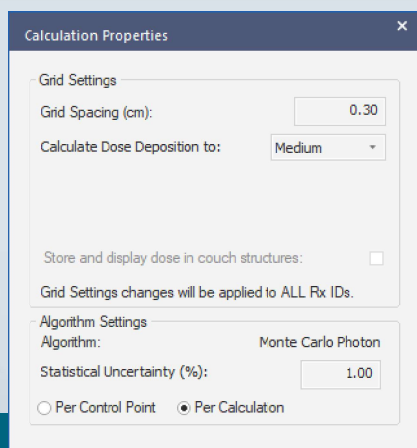 Calculation Properties
Grid Settings
Grid Spacing (cm): 0.30
Calculate Dose Deposition to: Medium
Store and display dose in couch structures:
Grid Settings changes will be applied to ALL Rx IDs.
Algorithm Settings
Algorithm: Monte Carlo Photon
Statistical Uncertainty (%): 1.00
Per Control Point Per Calculaton